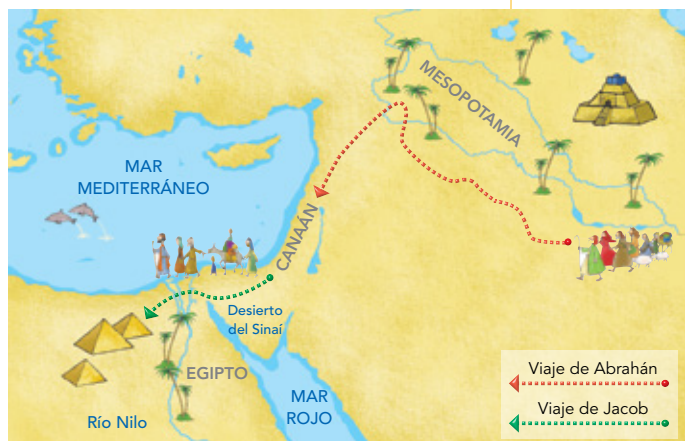 MESOPOTAMIA
MAR
MEDITERRÁNEO
CANAÁN
Desierto
del Sinaí
EGIPTO
Río Nilo
MAR
ROJO
Viaje de Abrahán
Viaje de Jacob